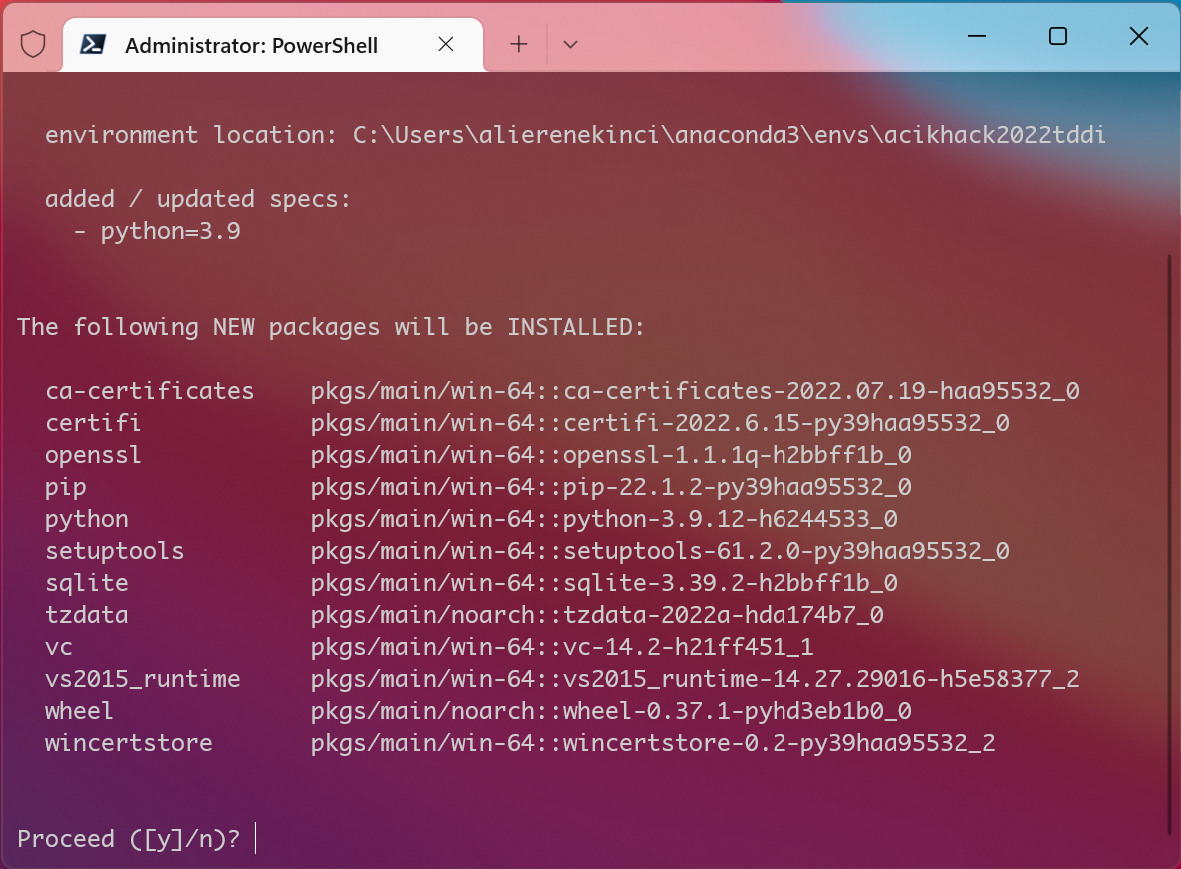 Administrator: PowerShell
environment location: C:\Users\alierenekinci\anaconda3\envs\acikhack2022tddi
added / updated specs:
- python=3.9
The following NEW packages will be INSTALLED:
ca-certificates pkgs/main/win-64::ca-certificates-2022.07.19-haa95532_0
certifi pkgs/main/win-64::certifi-2022.6.15-py39haa95532_0
openssl pkgs/main/win-64::openssl-1.1.1q-h2bbff1b_0
pip pkgs/main/win-64::pip-22.1.2-py39haa95532_0
python pkgs/main/win-64::python-3.9.12-h6244533_0
setuptools pkgs/main/win-64::setuptools-61.2.0-py39haa95532_0
sqlite pkgs/main/win-64::sqlite-3.39.2-h2bbff1b_0
tzdata pkgs/main/noarch::tzdata-2022a-hda174b7_0
vc pkgs/main/win-64::vc-14.2-h21ff451_1
vs2015_runtime pkgs/main/win-64::vs2015_runtime-14.27.29016-h5e58377_2
wheel pkgs/main/noarch::wheel-0.37.1-pyhd3eb1b0_0
wincertstore pkgs/main/win-64::wincertstore-0.2-py39haa95532_2
Proceed ([y]/n)?